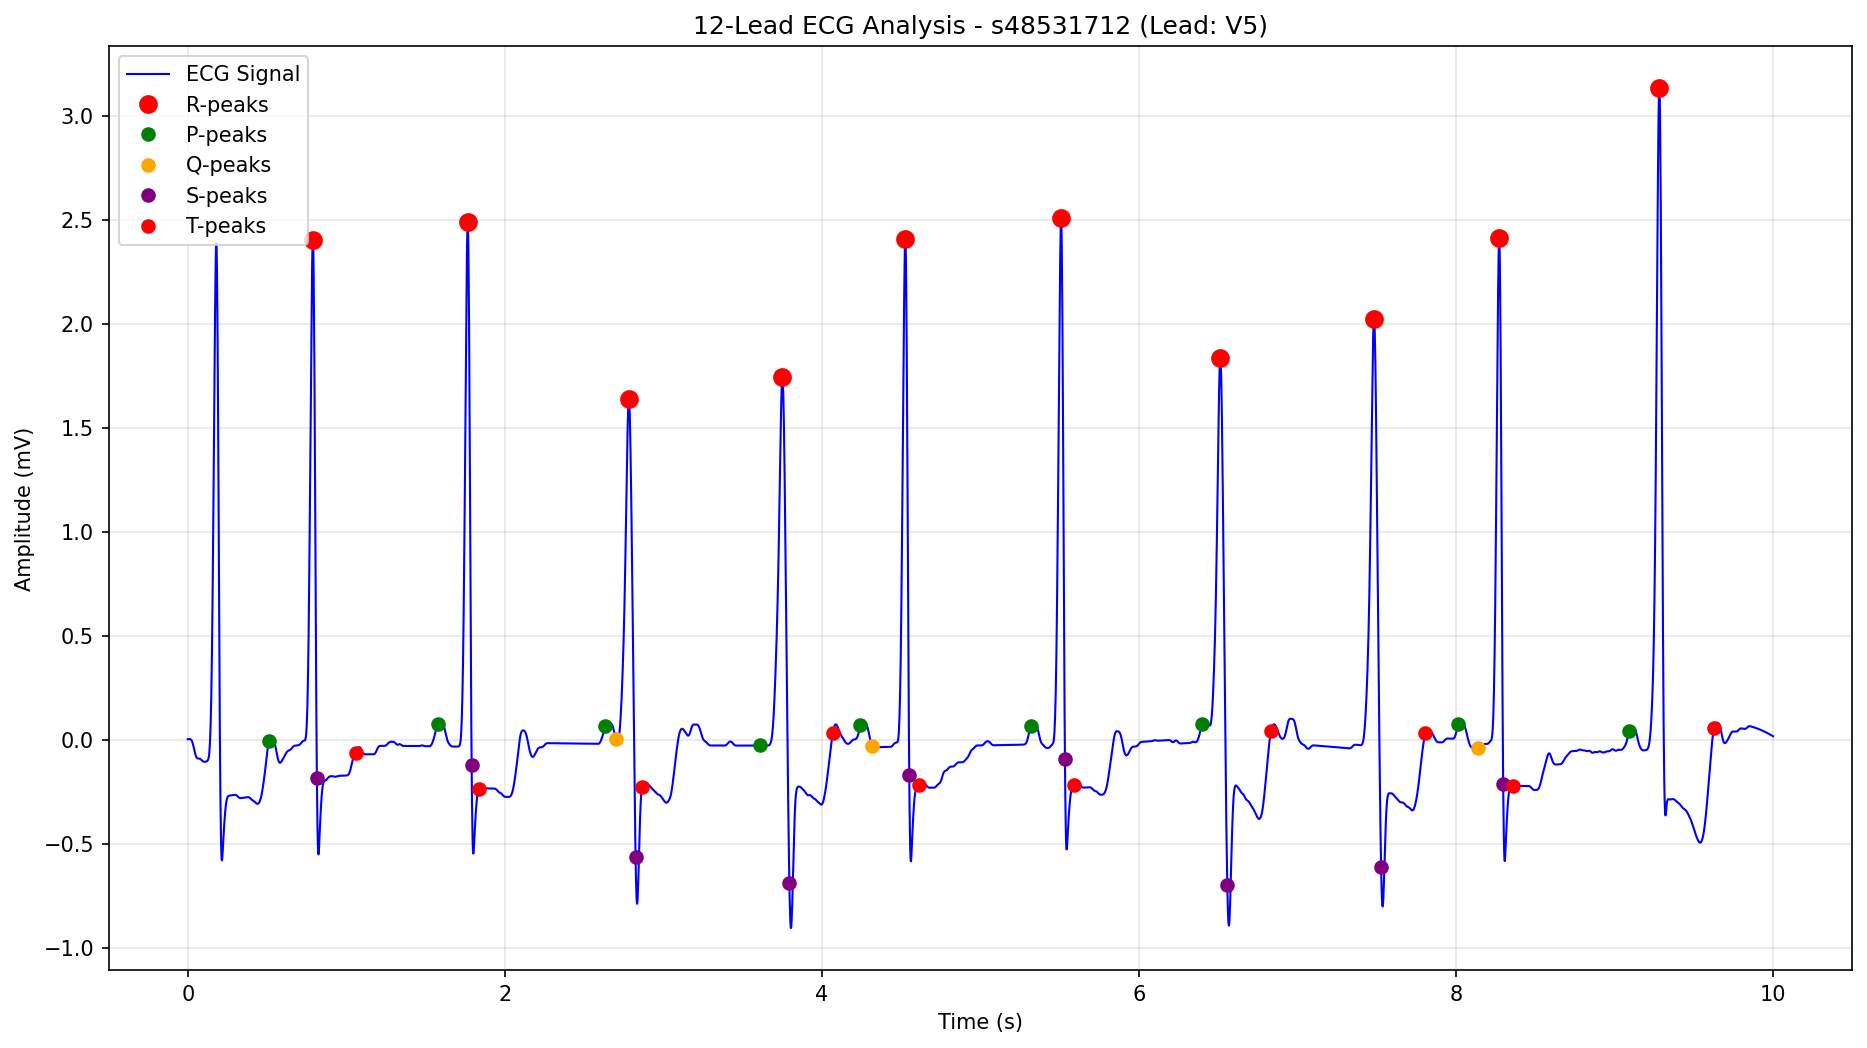 12-Lead ECG Analysis - s48531712 (Lead: V5)
ECG Signal
R-peaks
P-peaks
Q-peaks
S-peaks
T-peaks
Amplitude (mV)
3.0
2.5
2.0
1.5
1.0
0.5
0.0
−0.5
−1.0
0 2 4 6 8 10
Time (s)